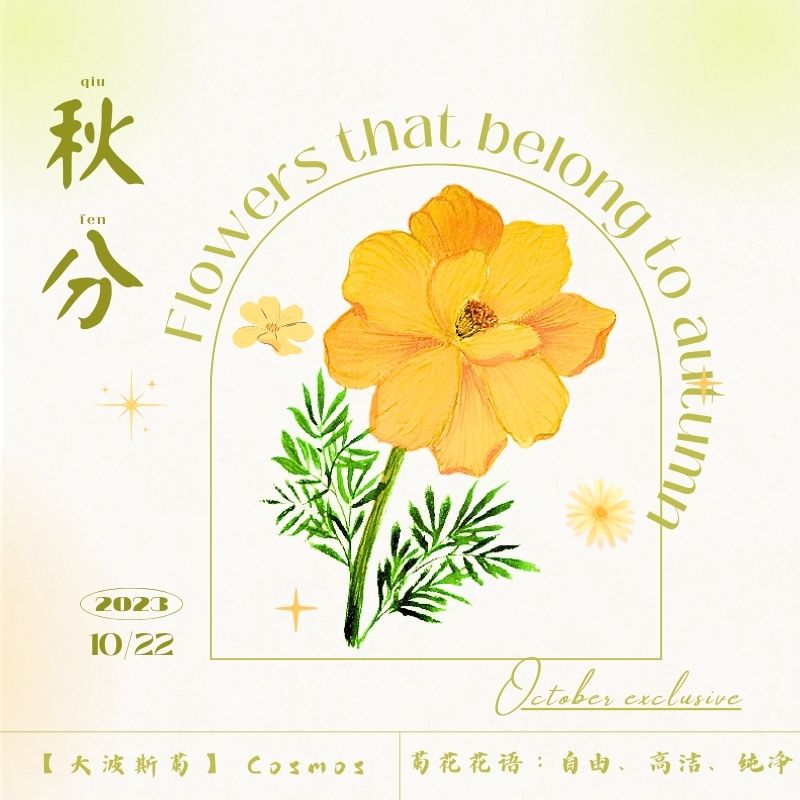 qiu
秋
fen
分
Flowers that belong to autumn
2023
10/22
October exclusive
【大波斯菊】Cosmos
菊花花语：自由、高洁、纯净